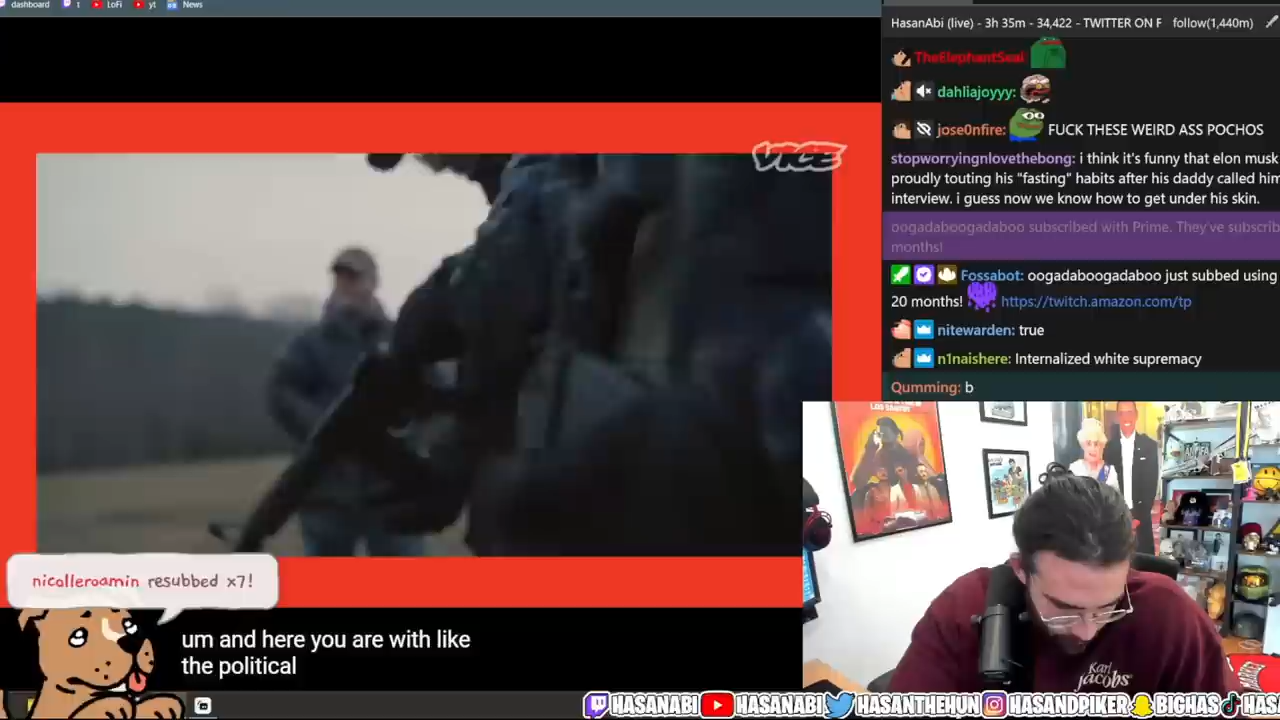 dashboard
t
LoFi
yt
News
HasanAbi (live) - 3h 35m - 34,422 - TWITTER ON F
follow(1,440m)
TheElephantSeal
dahliajoyyy:
jose0nfire: FUCK THESE WEIRD ASS POCHOS
stopworryingnlovethebong: i think it's funny that elon musk
proudly touting his "fasting" habits after his daddy called him
interview. i guess now we know how to get under his skin.
oogadaboogadaboo subscribed with Prime. They've subscrib
months!
Fossabot: oogadaboogadaboo just subbed using
20 months! https://twitch.amazon.com/tp
nitewarden: true
n1naishere: Internalized white supremacy
Qumming: b
VICE
LOS SANTOS
nicolleroamin resubbed x7!
um and here you are with like
the political
Karl
Jacobs
HASANABI
HASANABI
HASANTHEHUN
HASANDPIKER
BIGHAS
HAS